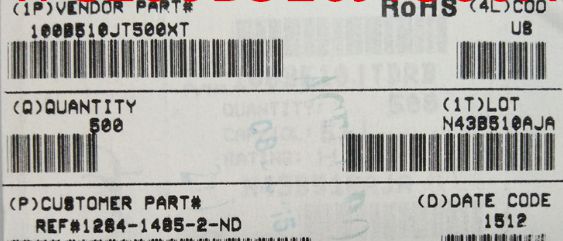 (1P)VENDOR PART#
100B510JT500XT
RoHS
(4L)COO
US
(Q)QUANTITY
500
(1T)LOT
N43B510AJA
(P)CUSTOMER PART#
REF#1284-1485-2-ND
(D)DATE CODE
1512